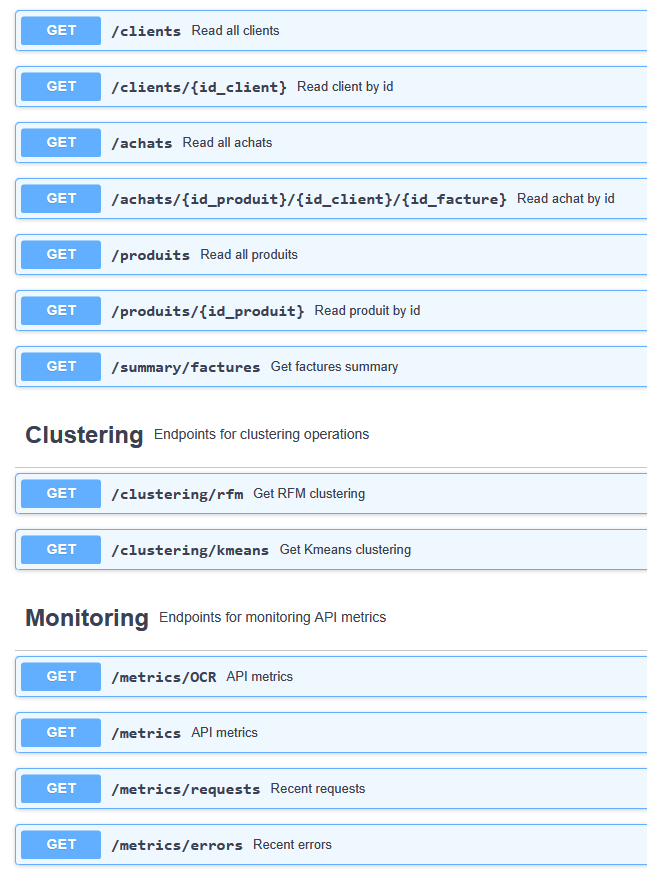 GET /clients Read all clients
GET /clients/{id_client} Read client by id
GET /achats Read all achats
GET /achats/{id_produit}/{id_client}/{id_facture} Read achat by id
GET /produits Read all produits
GET /produits/{id_produit} Read produit by id
GET /summary/factures Get factures summary
Clustering Endpoints for clustering operations
GET /clustering/rfm Get RFM clustering
GET /clustering/kmeans Get Kmeans clustering
Monitoring Endpoints for monitoring API metrics
GET /metrics/OCR API metrics
GET /metrics API metrics
GET /metrics/requests Recent requests
GET /metrics/errors Recent errors